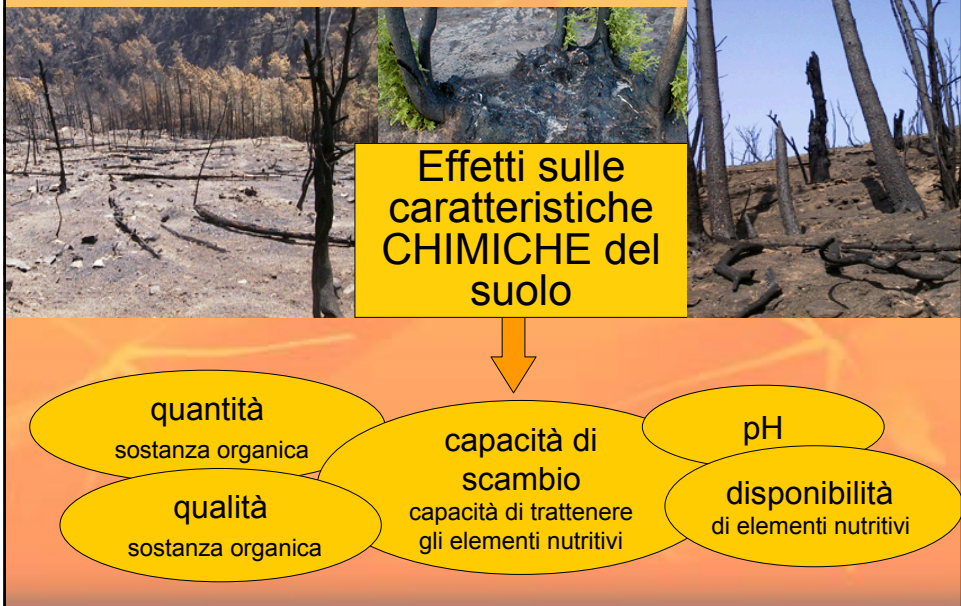 Effetti sulle
caratteristiche
CHIMICHE del
suolo
quantità
sostanza organica
qualità
sostanza organica
capacità di
scambio
capacità di trattenere
gli elementi nutritivi
pH
disponibilità
di elementi nutritivi